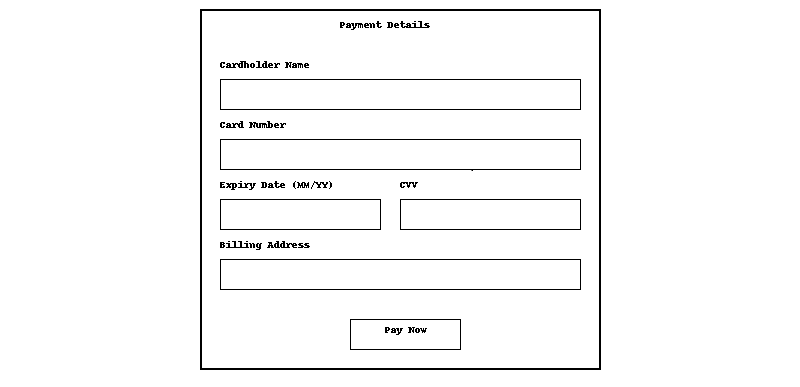 Payment Details
Cardholder Name
Card Number
Expiry Date (MM/YY) CVV
Billing Address
Pay Now